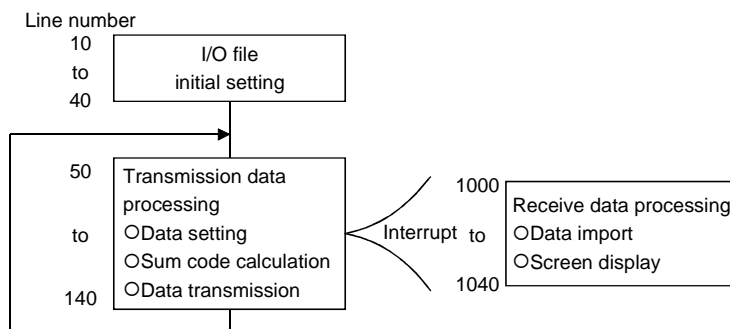 Line number
10
to
40
I/O file
initial setting
50
to
140
Transmission data
processing
○Data setting
○Sum code calculation
○Data transmission
Interrupt
1000
to
1040
Receive data processing
○Data import
○Screen display